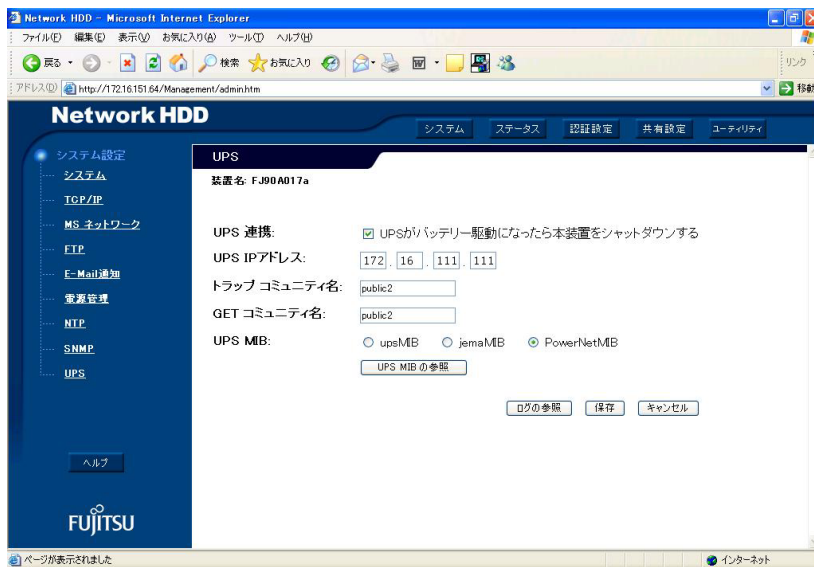 Network HDD - Microsoft Internet Explorer
ファイル(F) 編集(E) 表示(V) お気に入り(A) ツール(T) ヘルプ(H)
戻る 検索 お気に入り リンク
アドレス(D) http://172.16.151.64/Management/admin.htm 移動
Network HDD
システム ステータス 認証設定 共有設定 ユーティリティ
システム設定
システム
TCP/IP
MS ネットワーク
FTP
E-Mail通知
電源管理
NTP
SNMP
UPS
ヘルプ
FUJITSU
UPS
装置名: FJ90A017a
UPS 連携: UPSがバッテリー駆動になったら本装置をシャットダウンする
UPS IPアドレス: 172 . 16 . 111 . 111
トラップ コミュニティ名: public2
GET コミュニティ名: public2
UPS MIB: upsMIB jemaMIB PowerNetMIB
UPS MIB の参照
ログの参照 保存 キャンセル
ページが表示されました インターネット